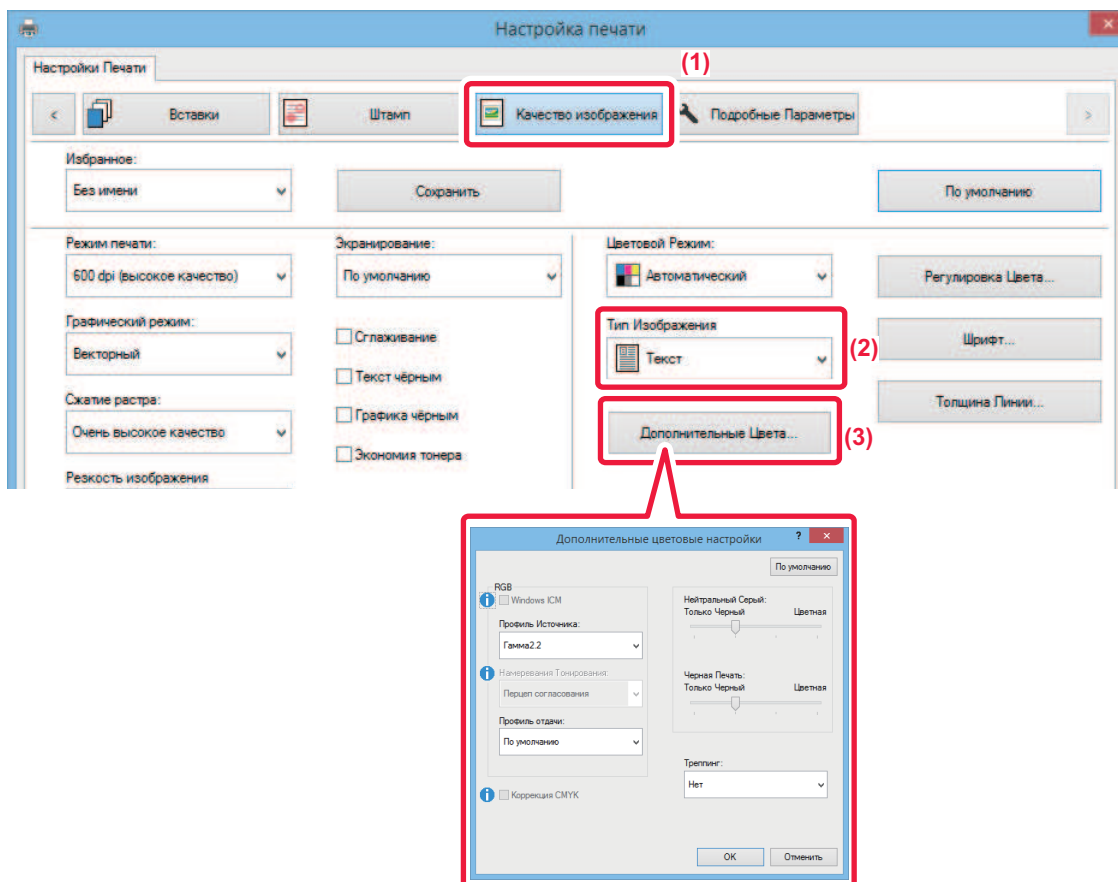 Настройка печати
Настройки Печати
(1)
<
Вставки
Штамп
Качество изображения
Подробные Параметры
>
Избранное:
Без имени
Сохранить
По умолчанию
Режим печати:
600 dpi (высокое качество)
Экранирование:
По умолчанию
Цветовой Режим:
Автоматический
Регулировка Цвета...
Графический режим:
Векторный
Сглаживание
Текст чёрным
Тип Изображения
Текст
(2)
Шрифт...
Сжатие растра:
Очень высокое качество
Графика чёрным
Экономия тонера
Дополнительные Цвета...
(3)
Толщина Линии...
Резкость изображения
Дополнительные цветовые настройки
?
По умолчанию
RGB
Windows ICM
Профиль Источника:
Гамма2.2
Намеревания Тонирования:
Перцеп согласования
Профиль отдачи:
По умолчанию
Коррекция CMYK
Нейтральный Серый:
Только Черный Цветная
Черная Печать:
Только Черный Цветная
Треппинг:
Нет
OK
Отменить